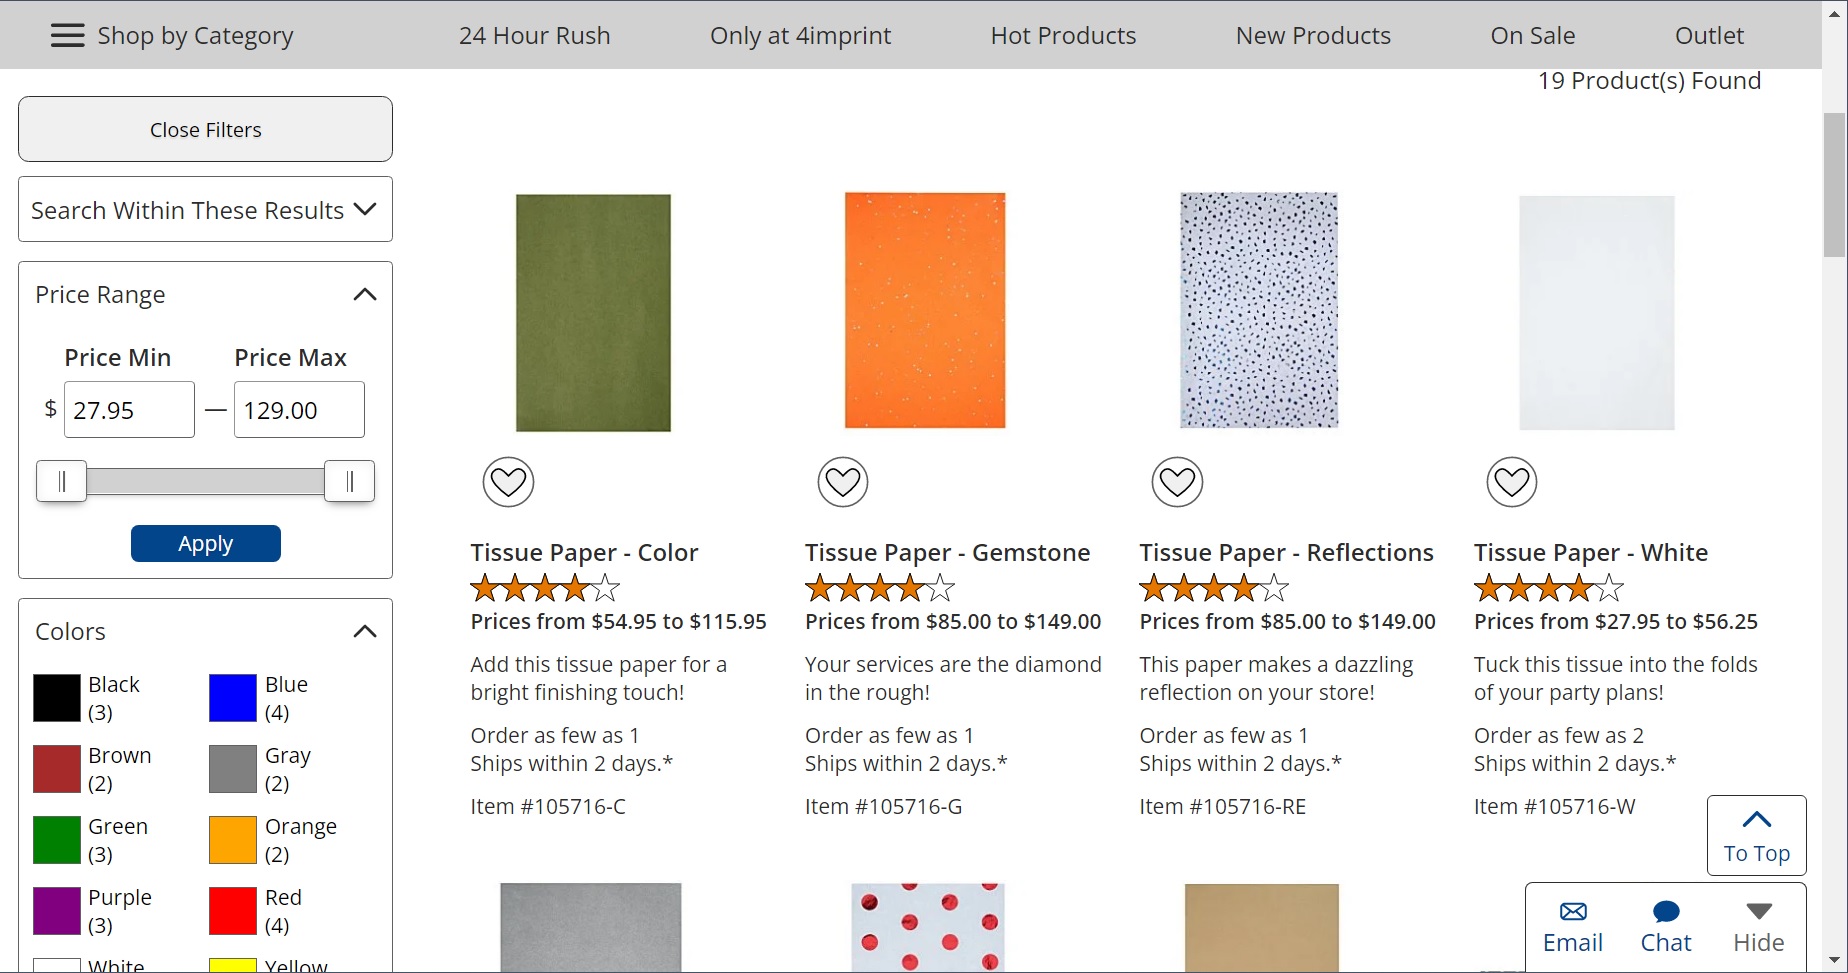 Shop by Category
24 Hour Rush
Only at 4imprint
Hot Products
New Products
On Sale
Outlet
19 Product(s) Found
Close Filters
Search Within These Results
Price Range
Price Min
Price Max
$ 27.95 — 129.00
Apply
Colors
Black
(3)
Blue
(4)
Brown
(2)
Gray
(2)
Green
(3)
Orange
(2)
Purple
(3)
Red
(4)
White
Yellow
Tissue Paper - Color
Prices from $54.95 to $115.95
Add this tissue paper for a
bright finishing touch!
Order as few as 1
Ships within 2 days.*
Item #105716-C
Tissue Paper - Gemstone
Prices from $85.00 to $149.00
Your services are the diamond
in the rough!
Order as few as 1
Ships within 2 days.*
Item #105716-G
Tissue Paper - Reflections
Prices from $85.00 to $149.00
This paper makes a dazzling
reflection on your store!
Order as few as 1
Ships within 2 days.*
Item #105716-RE
Tissue Paper - White
Prices from $27.95 to $56.25
Tuck this tissue into the folds
of your party plans!
Order as few as 2
Ships within 2 days.*
Item #105716-W
To Top
Email
Chat
Hide